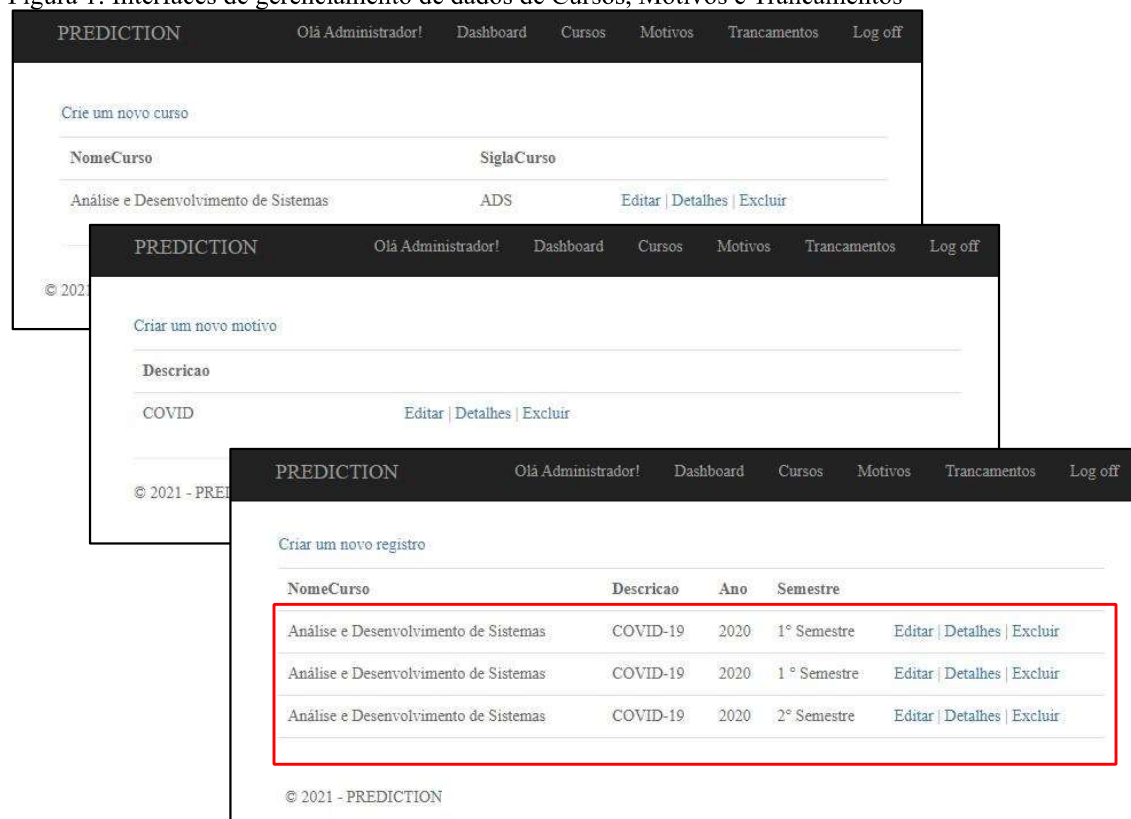 Figura 1: Interfaces de gerenciamento de dados de Cursos, Motivos e Trancamentos
PREDICTION Olá Administrador! Dashboard Cursos Motivos Trancamentos Log off
Crie um novo curso
NomeCurso SiglaCurso
Análise e Desenvolvimento de Sistemas ADS Editar | Detalhes | Excluir
© 2021
PREDICTION Olá Administrador! Dashboard Cursos Motivos Trancamentos Log off
Criar um novo motivo
Descricao
COVID Editar | Detalhes | Excluir
© 2021 - PRE
PREDICTION Olá Administrador! Dashboard Cursos Motivos Trancamentos Log off
Criar um novo registro
NomeCurso Descricao Ano Semestre
Análise e Desenvolvimento de Sistemas COVID-19 2020 1° Semestre Editar | Detalhes | Excluir
Análise e Desenvolvimento de Sistemas COVID-19 2020 1 ° Semestre Editar | Detalhes | Excluir
Análise e Desenvolvimento de Sistemas COVID-19 2020 2° Semestre Editar | Detalhes | Excluir
© 2021 - PREDICTION